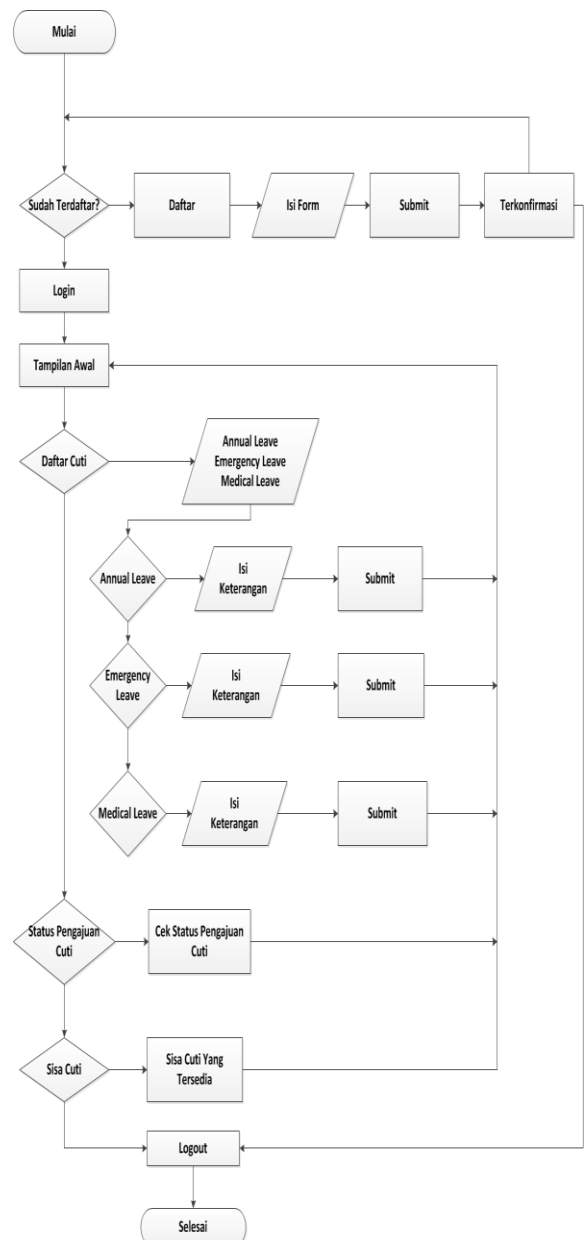 Mulai
Sudah Terdaftar?
Daftar
Isi Form
Submit
Terkonfirmasi
Login
Tampilan Awal
Daftar Cuti
Annual Leave
Emergency Leave
Medical Leave
Annual Leave
Isi
Keterangan
Submit
Emergency
Leave
Isi
Keterangan
Submit
Medical Leave
Isi
Keterangan
Submit
Status Pengajuan
Cuti
Cek Status Pengajuan
Cuti
Sisa Cuti
Sisa Cuti Yang
Tersedia
Logout
Selesai